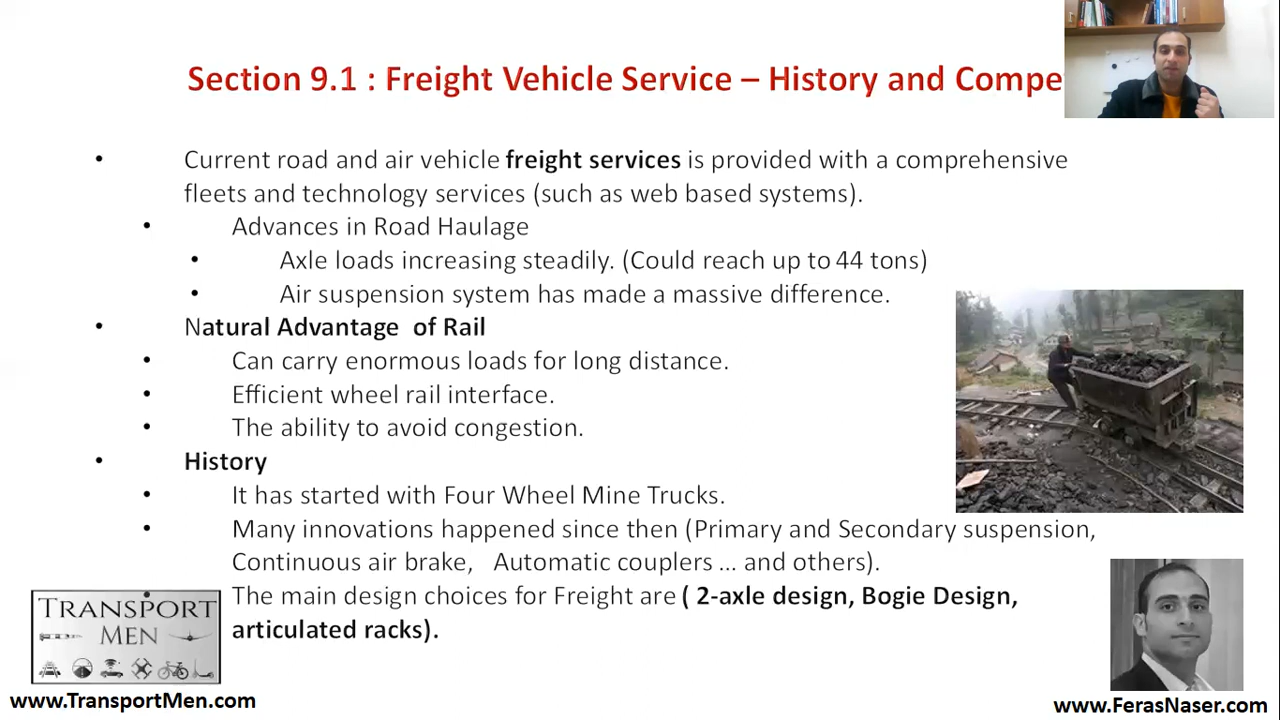 Section 9.1 : Freight Vehicle Service – History and Compe
• Current road and air vehicle freight services is provided with a comprehensive
fleets and technology services (such as web based systems).
• Advances in Road Haulage
• Axle loads increasing steadily. (Could reach up to 44 tons)
• Air suspension system has made a massive difference.
• Natural Advantage of Rail
• Can carry enormous loads for long distance.
• Efficient wheel rail interface.
• The ability to avoid congestion.
• History
• It has started with Four Wheel Mine Trucks.
• Many innovations happened since then (Primary and Secondary suspension,
Continuous air brake, Automatic couplers ... and others).
• The main design choices for Freight are ( 2-axle design, Bogie Design,
articulated racks).
TRANSPORT
MEN
www.TransportMen.com
www.FerasNaser.com